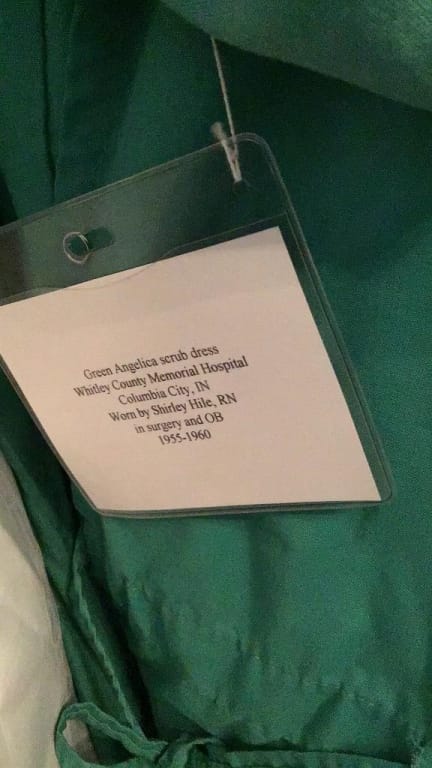 Green Angelica scrub dress
Whitley County Memorial Hospital
Columbia City, IN
Worn by Shirley Hile, RN
in surgery and OB
1955-1960